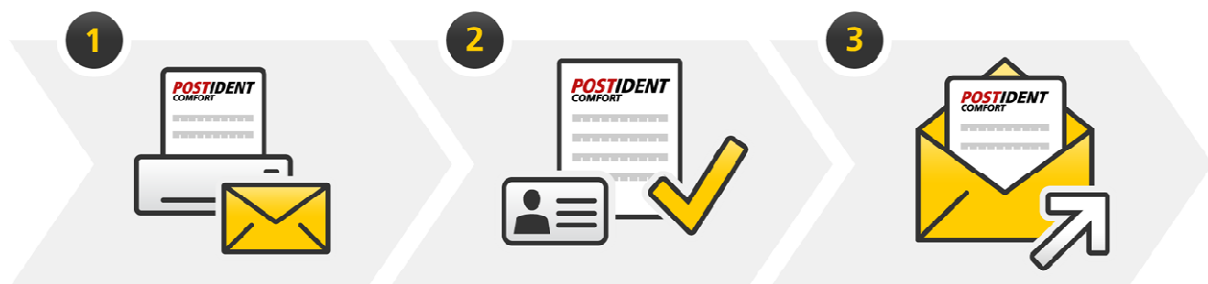 1
POSTIDENT
COMFORT
2
POSTIDENT
COMFORT
3
POSTIDENT
COMFORT